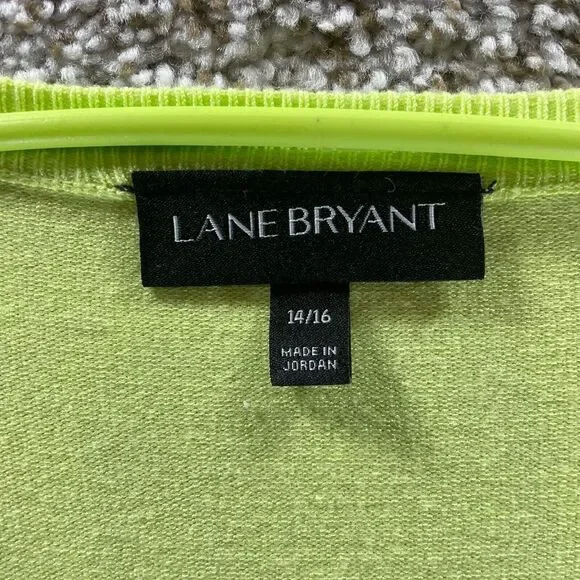 LANE BRYANT
14/16
MADE IN
JORDAN